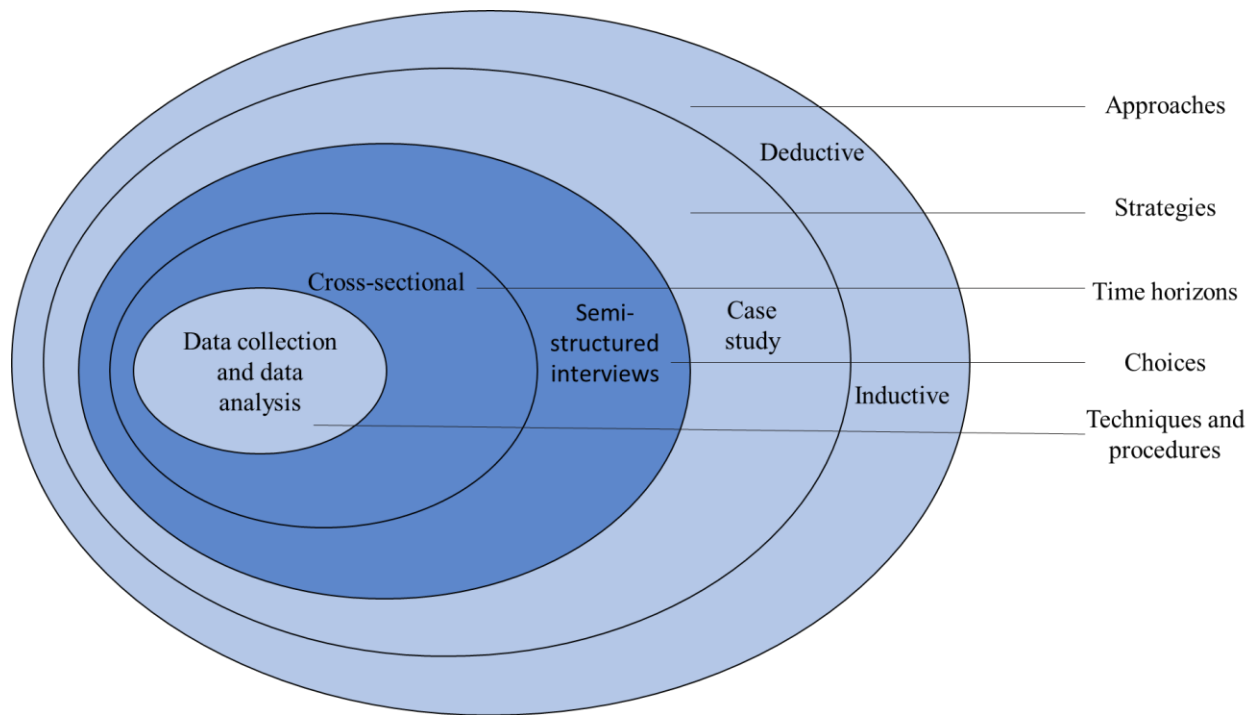 Approaches
Deductive
Strategies
Cross-sectional
Time horizons
Semi-
structured
interviews
Case
study
Data collection
and data
analysis
Choices
Inductive
Techniques and
procedures